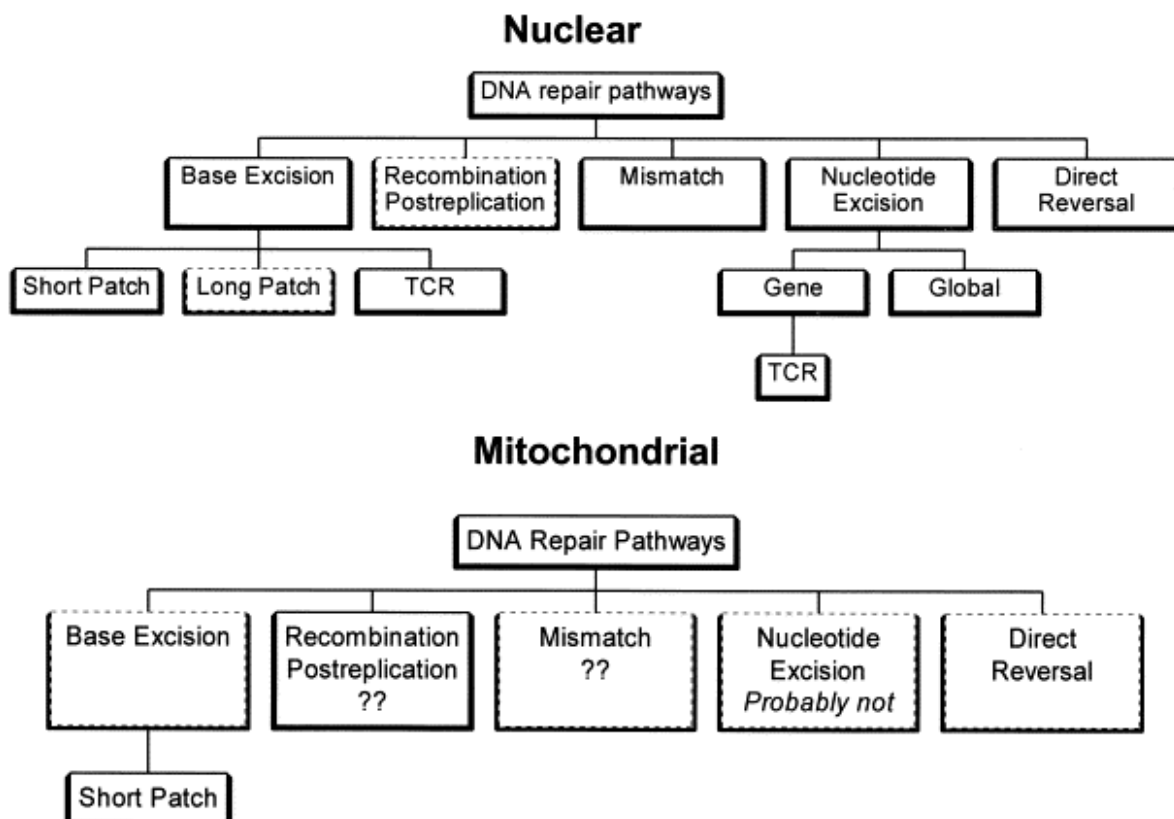 Nuclear
DNA repair pathways
Base Excision
Recombination
Postreplication
Mismatch
Nucleotide
Excision
Direct
Reversal
Short Patch
Long Patch
TCR
Gene
Global
TCR
Mitochondrial
DNA Repair Pathways
Base Excision
Recombination
Postreplication
??
Mismatch
??
Nucleotide
Excision
Probably not
Direct
Reversal
Short Patch